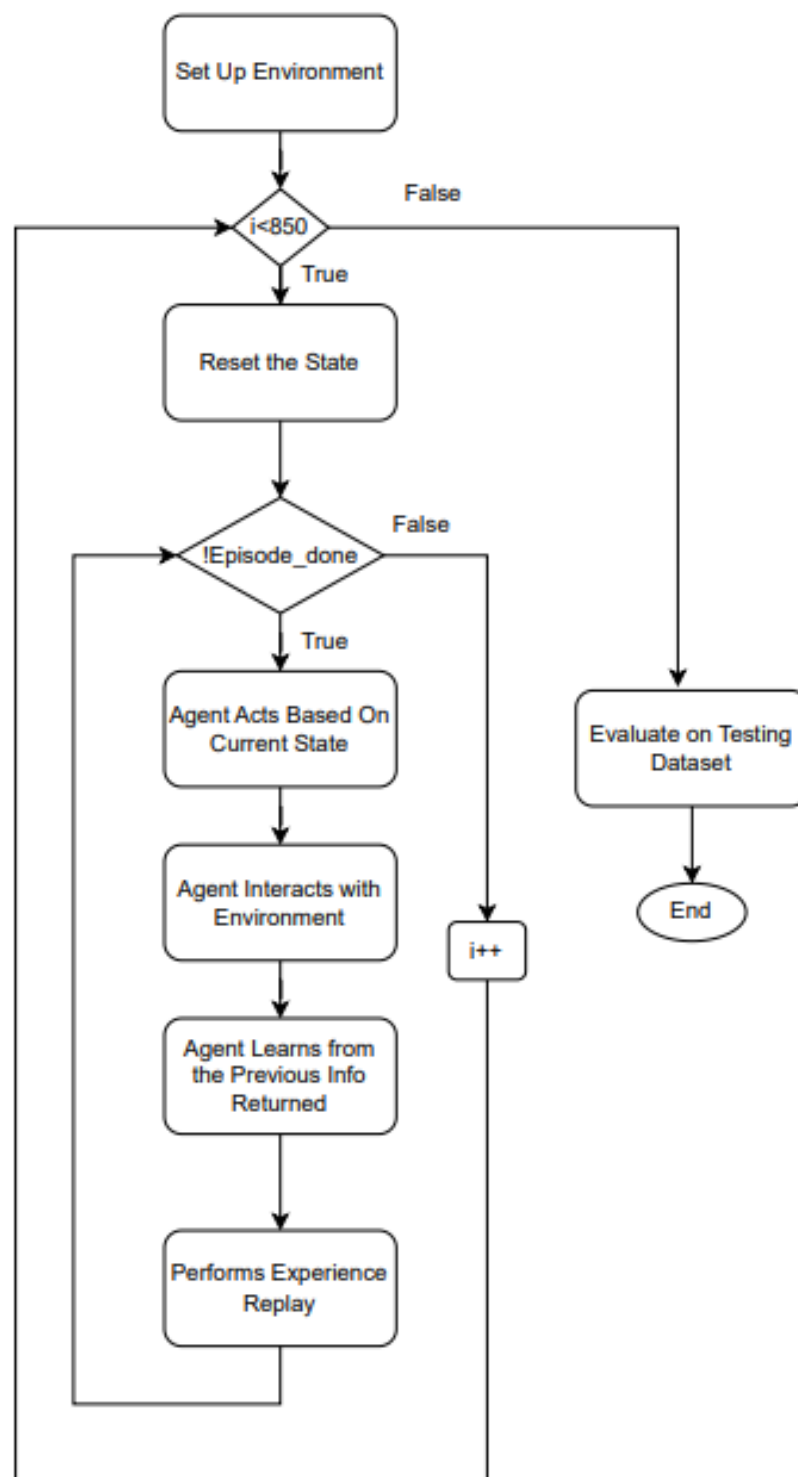 Set Up Environment
False
i<850
True
Reset the State
False
!Episode_done
True
Agent Acts Based On
Current State
Evaluate on Testing
Dataset
Agent Interacts with
Environment
End
i++
Agent Learns from
the Previous Info
Returned
Performs Experience
Replay